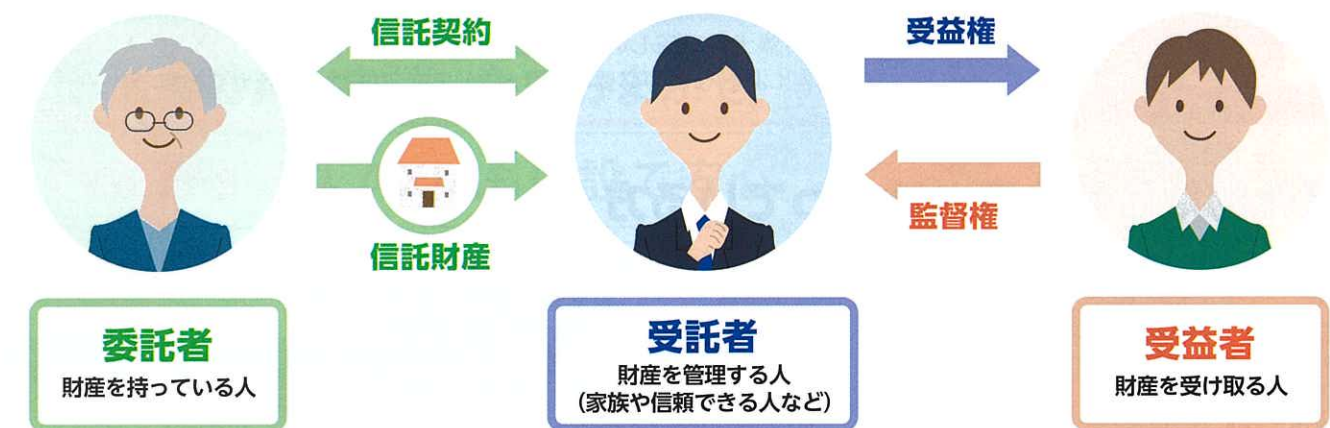 信託契約
受益権
信託財産
監督権
委託者
財産を持っている人
受託者
財産を管理する人
（家族や信頼できる人など）
受益者
財産を受け取る人